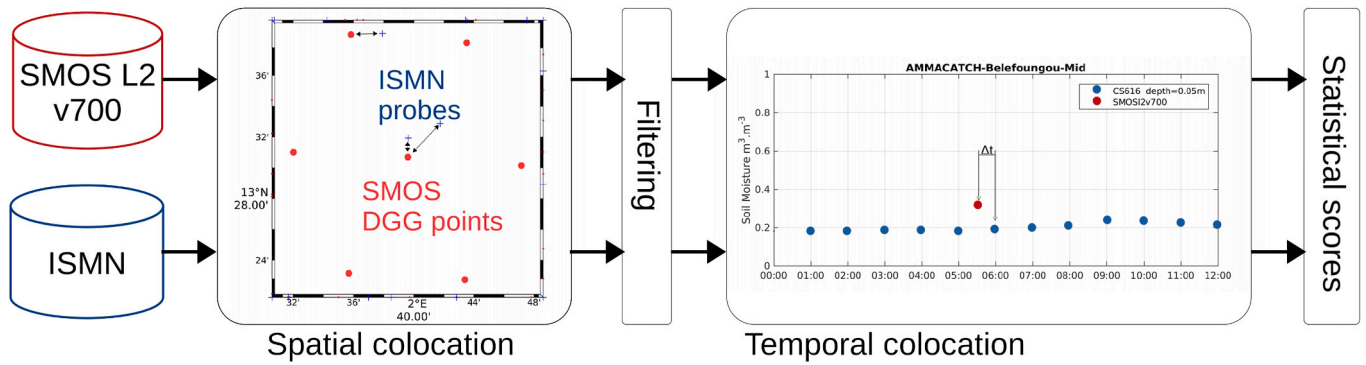 SMOS L2
v700
ISMN
36'
32'
13°N
28.00'
24'
32'
36'
2°E
40.00'
44'
48'
ISMN
probes
SMOS
DGG points
Spatial colocation
Filtering
AMMACATCH-Belefoungou-Mid
Soil Moisture m³.m⁻³
1
0.8
0.6
0.4
0.2
0
CS616 depth=0.05m
SMOSl2v700
Δt
00:00 01:00 02:00 03:00 04:00 05:00 06:00 07:00 08:00 09:00 10:00 11:00 12:00
Temporal colocation
Statistical scores